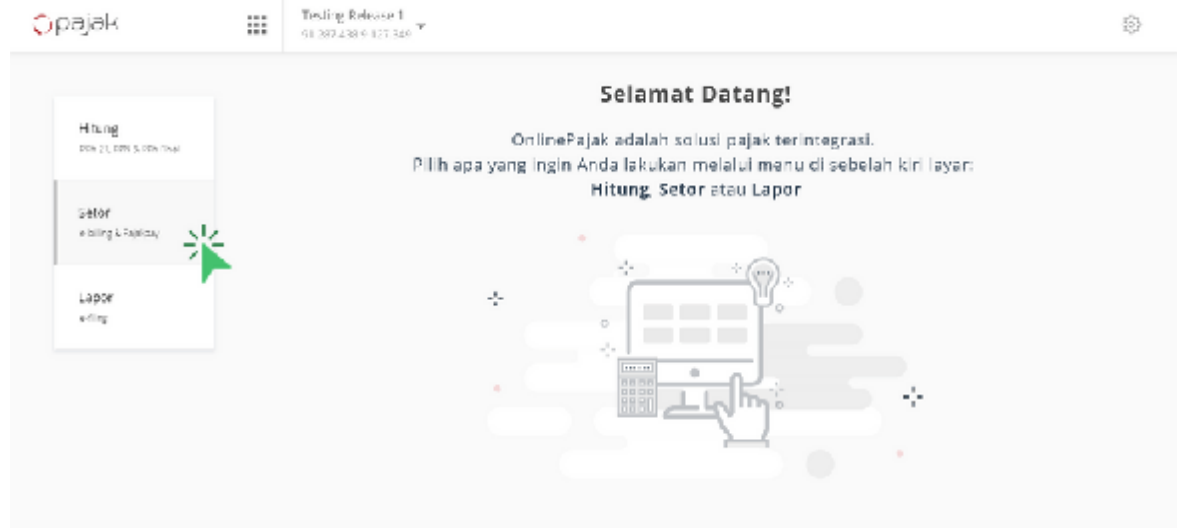 pajak
Testing Release 1
Selamat Datang!
OnlinePajak adalah solusi pajak terintegrasi.
Pilih apa yang ingin Anda lakukan melalui menu di sebelah kiri layar:
Hitung, Setor atau Lapor
Hitung
Setor
Lapor
e-filing